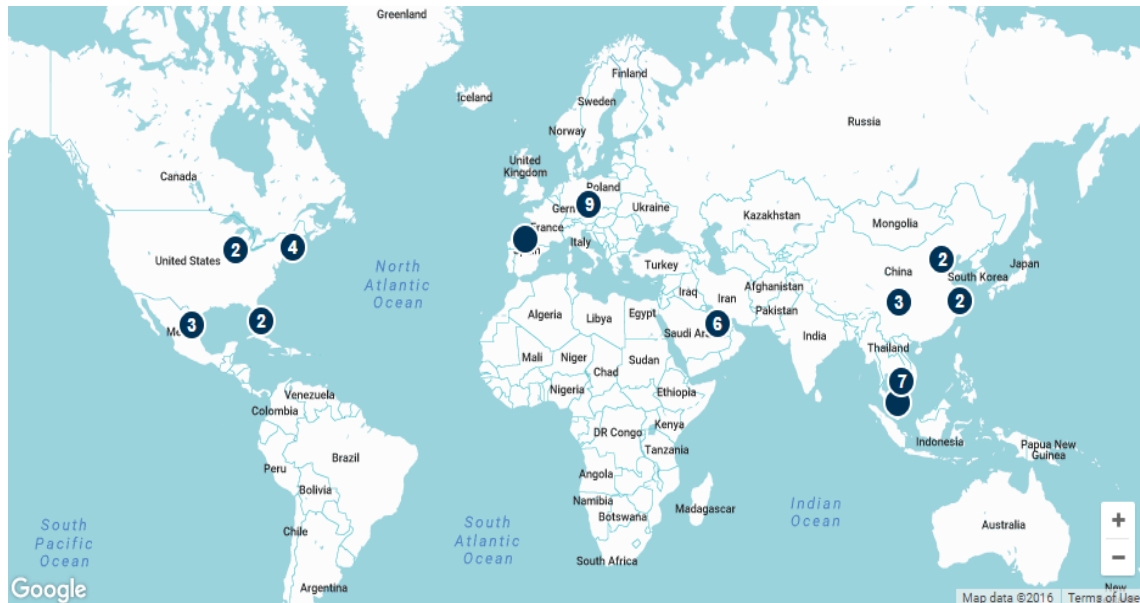 Greenland
Iceland
Finland
Sweden
Norway
Russia
United
Kingdom
Canada
Poland
9
Ukraine
France
Kazakhstan
Mongolia
2
4
United States
Italy
Turkey
China
2
South Korea
Japan
North
Atlantic
Ocean
Afghanistan
Iraq
Iran
Pakistan
3
2
3
2
Algeria
Libya
Egypt
6
India
Thailand
Mali
Niger
Chad
Sudan
7
Nigeria
Ethiopia
Venezuela
Colombia
DR Congo
Kenya
Tanzania
Indonesia
Papua New
Guinea
Peru
Brazil
Angola
Bolivia
Namibia
Botswana
Madagascar
Indian
Ocean
South
Pacific
Ocean
Chile
South
Atlantic
Ocean
South Africa
Australia
Argentina
+
−
New
Google
Map data ©2016
Terms of Use